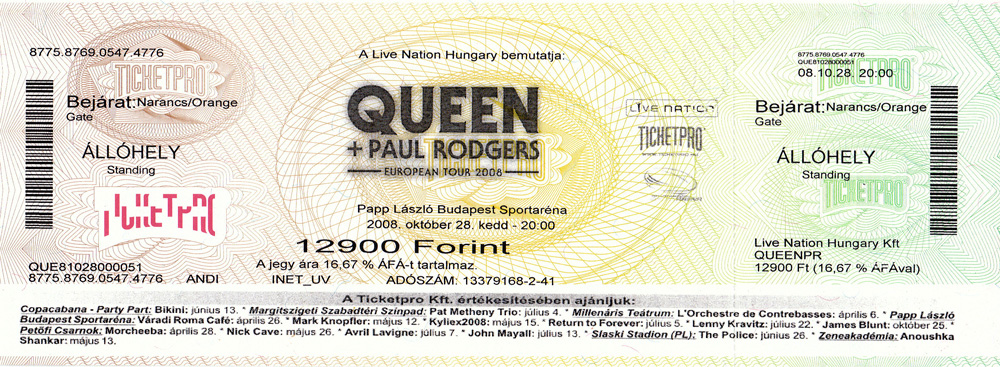 8775.8769.0547.4776
TICKETPRO
Bejárat:Narancs/Orange
Gate
ÁLLÓHELY
Standing
TICKETPRO
QUE81028000051
8775.8769.0547.4776 ANDI
A Live Nation Hungary bemutatja:
QUEEN
+ PAUL RODGERS
EUROPEAN TOUR 2008
LIVE NATION
TICKETPRO
Papp László Budapest Sportaréna
2008. október 28. kedd - 20:00
12900 Forint
A jegy ára 16,67 % ÁFÁ-t tartalmaz.
INET_UV ADÓSZÁM: 13379168-2-41
8775.8769.0547.4776
QUE81028000051
08.10.28. 20:00
TICKETPRO
Bejárat:Narancs/Orange
Gate
ÁLLÓHELY
Standing
TICKETPRO
Live Nation Hungary Kft
QUEENPR
12900 Ft (16,67 % ÁFÁval)
A Ticketpro Kft. értékesítésében ajánljuk:
Copacabana - Party Part: Bikini: június 13. * Margitszigeti Szabadtéri Színpad: Pat Metheny Trio: július 4. * Millenáris Teátrum: L'Orchestre de Contrebasses: április 6. * Papp László
Budapest Sportaréna: Váradi Roma Café: április 26. * Mark Knopfler: május 12. * Kyliex2008: május 15. * Return to Forever: július 5. * Lenny Kravitz: július 22. * James Blunt: október 25. *
Petőfi Csarnok: Morcheeba: április 28. * Nick Cave: május 26. * Avril Lavigne: július 7. * John Mayall: július 13. * Slaski Stadion (PL): The Police: június 26. * Zeneakadémia: Anoushka
Shankar: május 13.